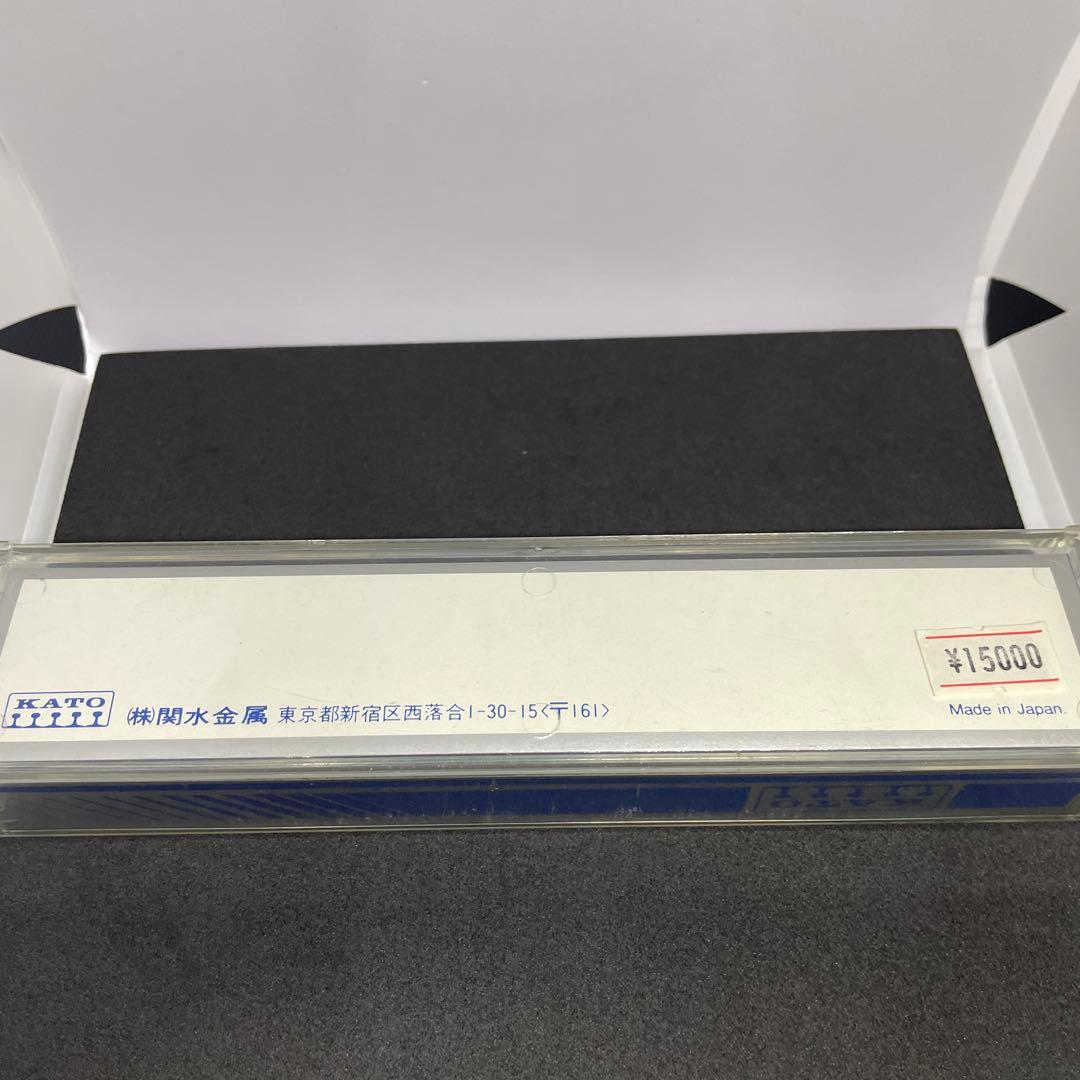 ¥15000
KATO
(株)関水金属 東京都新宿区西落合1-30-15〈〒161〉
Made in Japan.
KATO